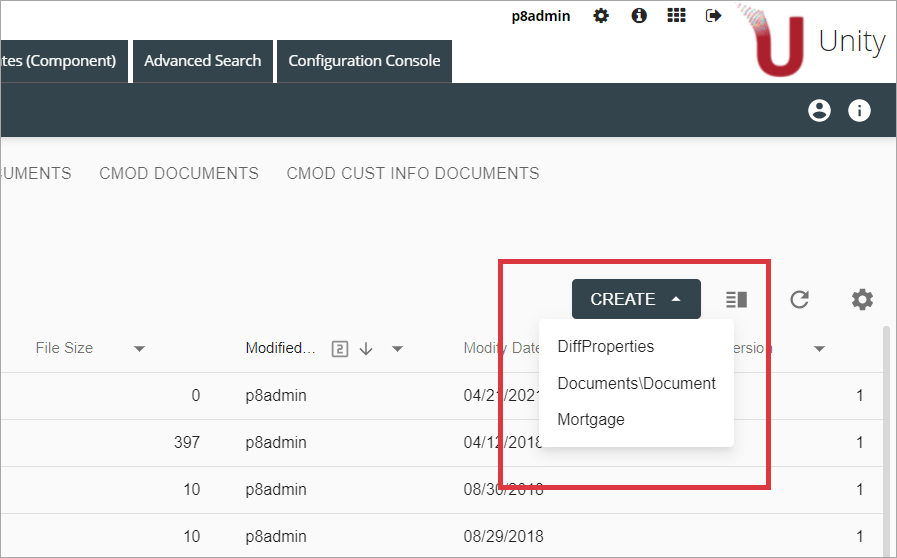 p8admin
Unity
tes (Component) Advanced Search Configuration Console
UMENTS CMOD DOCUMENTS CMOD CUST INFO DOCUMENTS
CREATE
File Size Modified... 2 Modify Date ersion
DiffProperties
Documents\Document
Mortgage
0 p8admin 04/21/2021 1
397 p8admin 04/12/2018 1
10 p8admin 08/30/2018 1
10 p8admin 08/29/2018 1